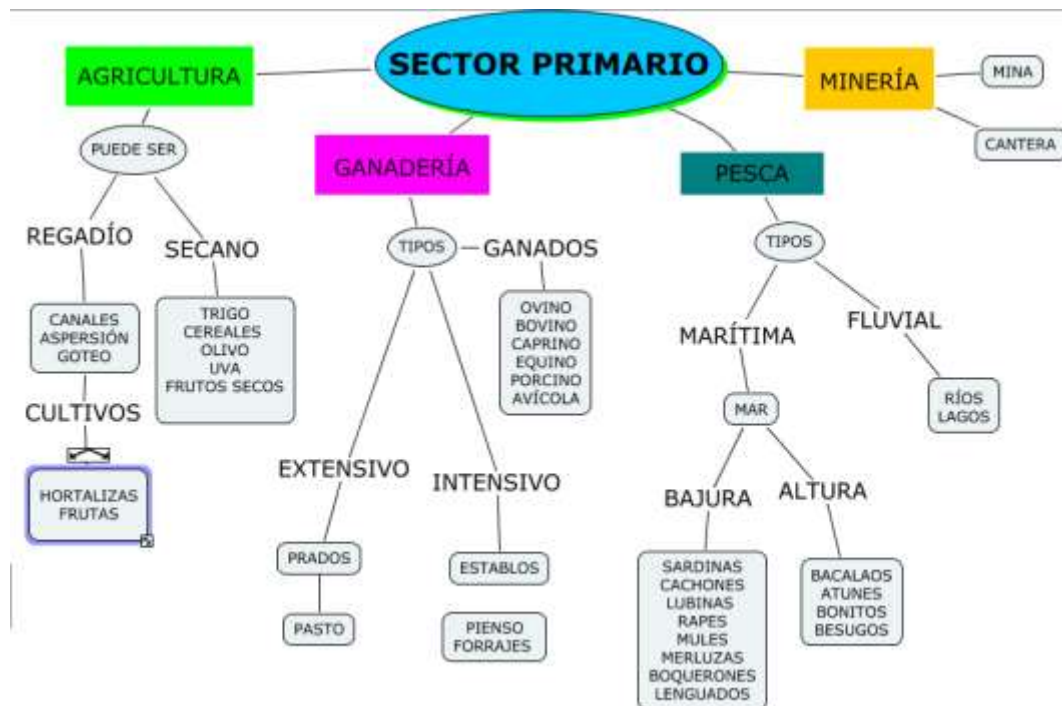 SECTOR PRIMARIO
AGRICULTURA
PUEDE SER
REGADÍO
CANALES
ASPERSIÓN
GOTEO
CULTIVOS
HORTALIZAS
FRUTAS
SECANO
TRIGO
CEREALES
OLIVO
UVA
FRUTOS SECOS
GANADERÍA
TIPOS
GANADOS
OVINO
BOVINO
CAPRINO
EQUINO
PORCINO
AVÍCOLA
EXTENSIVO
PRADOS
PASTO
INTENSIVO
ESTABLOS
PIENSO
FORRAJES
PESCA
TIPOS
MARÍTIMA
MAR
BAJURA
SARDINAS
CACHONES
LUBINAS
RAPES
MULES
MERLUZAS
BOQUERONES
LENGUADOS
ALTURA
BACALAOS
ATUNES
BONITOS
BESUGOS
FLUVIAL
RÍOS
LAGOS
MINERÍA
MINA
CANTERA